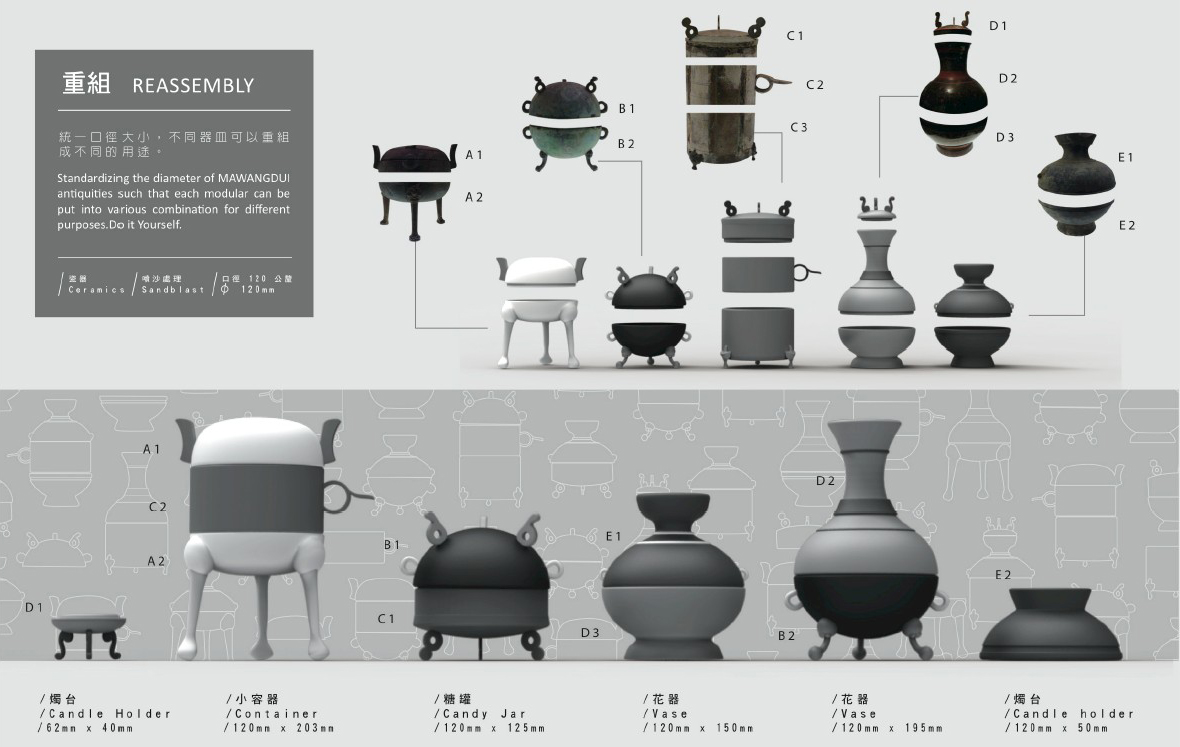 重組 REASSEMBLY
統一口徑大小，不同器皿可以重組
成不同的用途。
Standardizing the diameter of MAWANGDUI
antiquities such that each modular can be
put into various combination for different
purposes.Do it Yourself.
瓷器
Ceramics
噴沙處理
Sandblast
口徑 120 公釐
Φ 120mm
A1
A2
B1
B2
C1
C2
C3
D1
D2
D3
E1
E2
D1
A1
C2
A2
B1
C1
E1
D3
D2
B2
E2
/燭台
/Candle Holder
/62mm x 40mm
/小容器
/Container
/120mm x 203mm
/糖罐
/Candy Jar
/120mm x 125mm
/花器
/Vase
/120mm x 150mm
/花器
/Vase
/120mm x 195mm
/燭台
/Candle holder
/120mm x 50mm